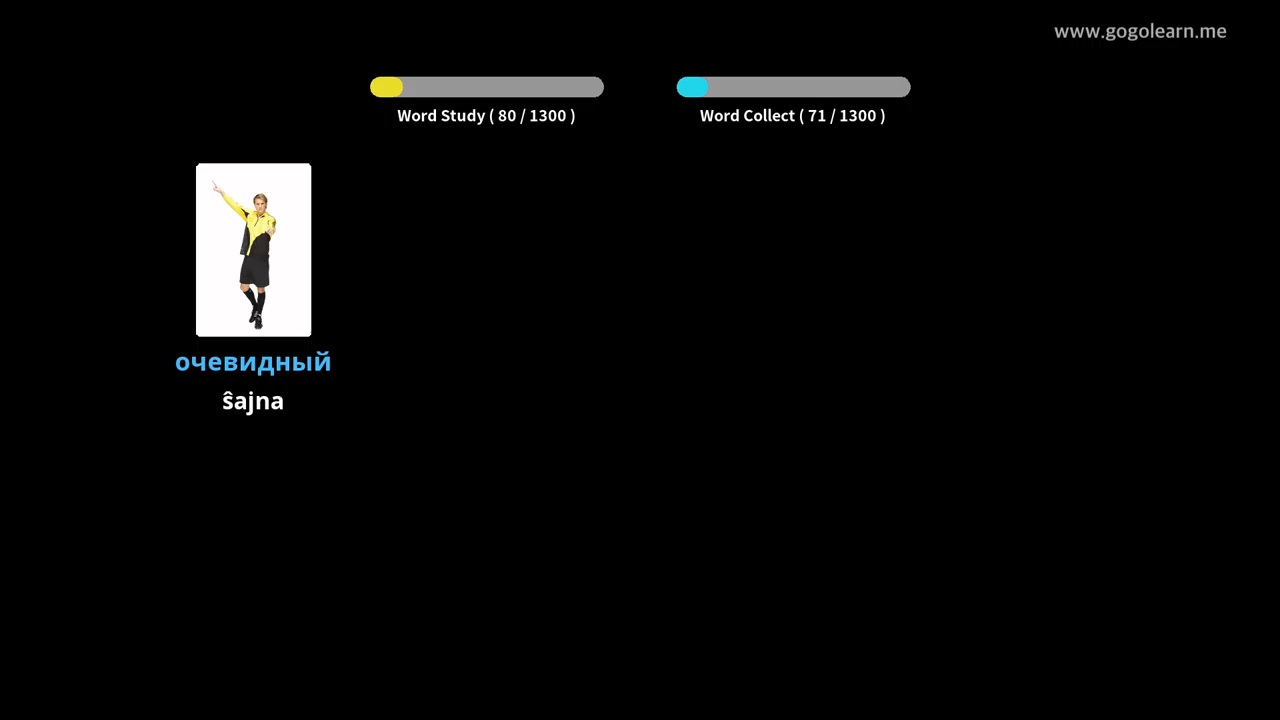 www.gogolearn.me
Word Study ( 80 / 1300 )
Word Collect ( 71 / 1300 )
очевидный
ŝajna